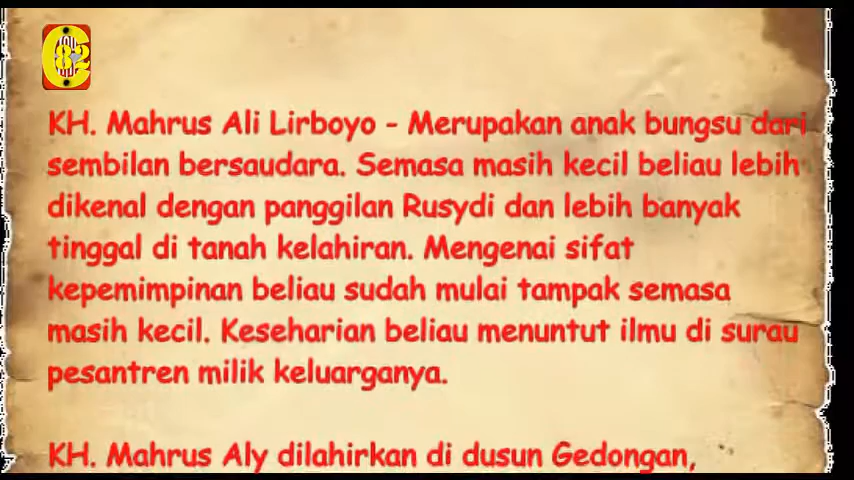 C82
KH. Mahrus Ali Lirboyo - Merupakan anak bungsu dari
sembilan bersaudara. Semasa masih kecil beliau lebih
dikenal dengan panggilan Rusydi dan lebih banyak
tinggal di tanah kelahiran. Mengenai sifat
kepemimpinan beliau sudah mulai tampak semasa
masih kecil. Keseharian beliau menuntut ilmu di surau
pesantren milik keluarganya.
KH. Mahrus Aly dilahirkan di dusun Gedongan,